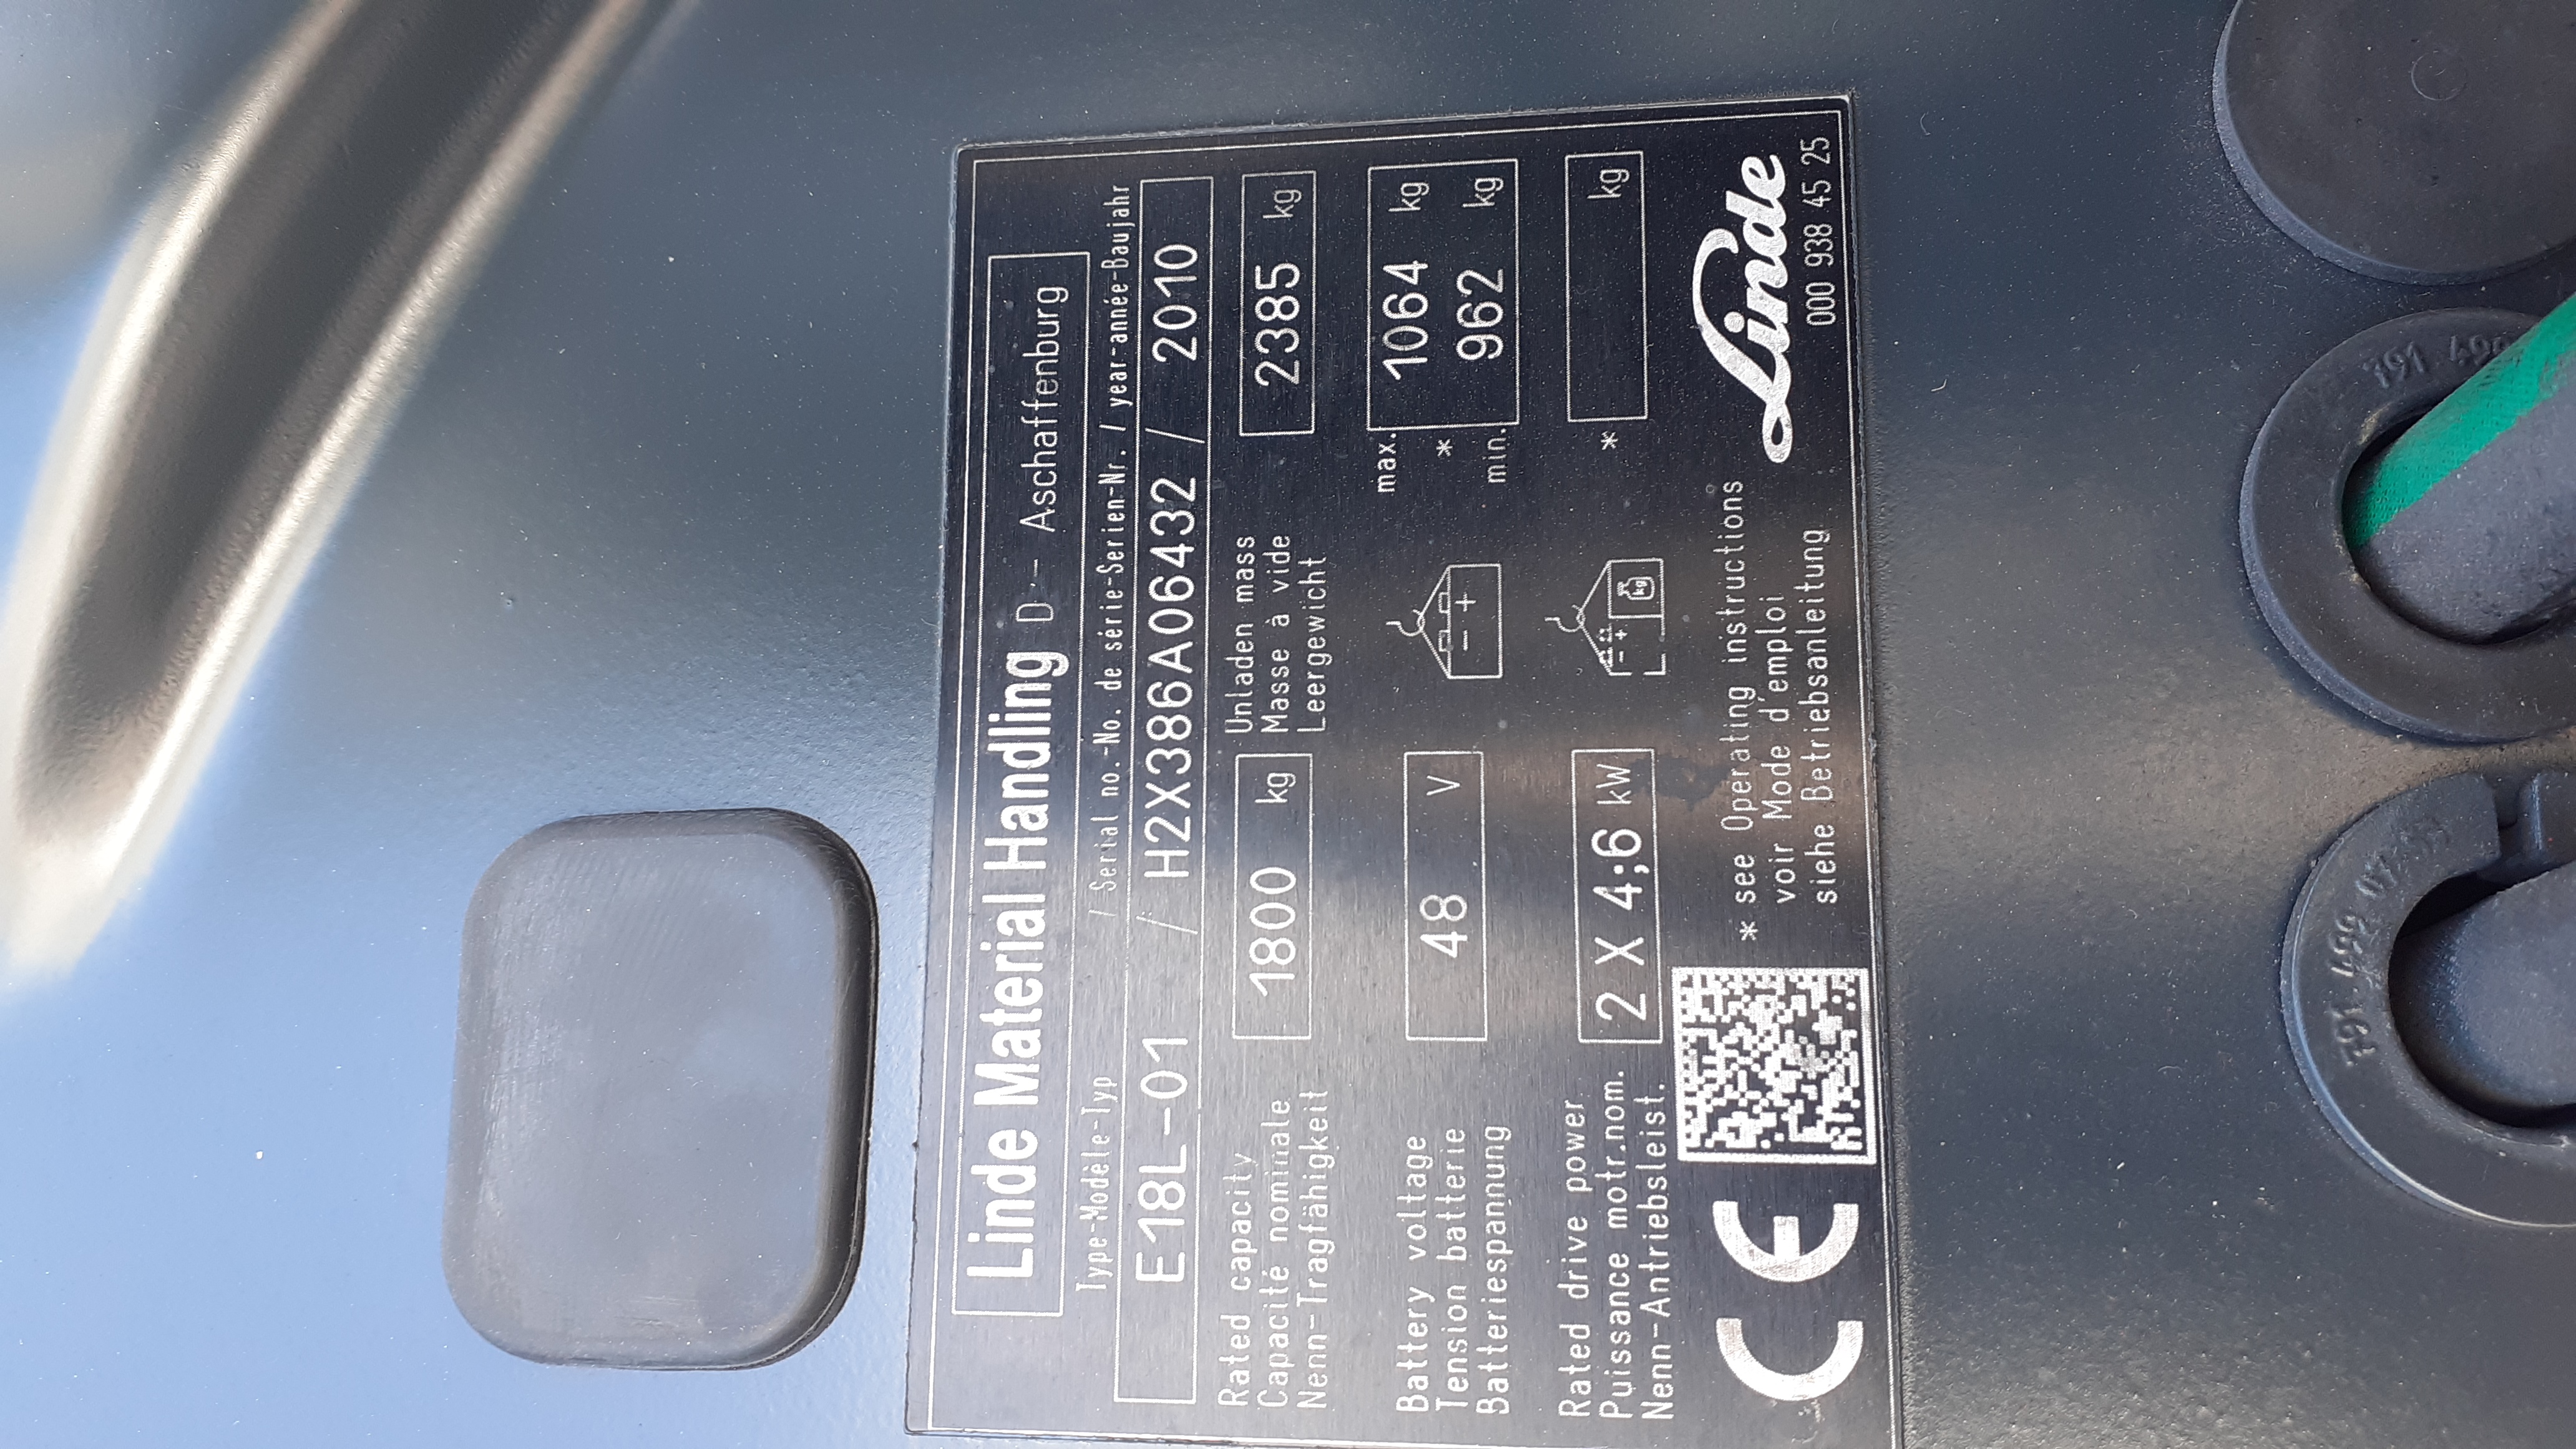 Linde Material Handling D - Aschaffenburg
Type-Modèle-Typ / Serial no.-No. de série-Serien-Nr. / year-année-Baujahr
E18L-01 / H2X386A06432 / 2010
Rated capacity
Capacité nominale
Nenn-Tragfähigkeit
1800 kg
Unladen mass
Masse à vide
Leergewicht
2385 kg
Battery voltage
Tension batterie
Batteriespannung
48 V
- +
max.
*
min.
1064 kg
962 kg
Rated drive power
Puissance motr.nom.
Nenn-Antriebsleist.
2 X 4;6 kW
- +
kg
*
kg
CE
* see Operating instructions
voir Mode d'emploi
siehe Betriebsanleitung
Linde
000 938 45 25
791 492